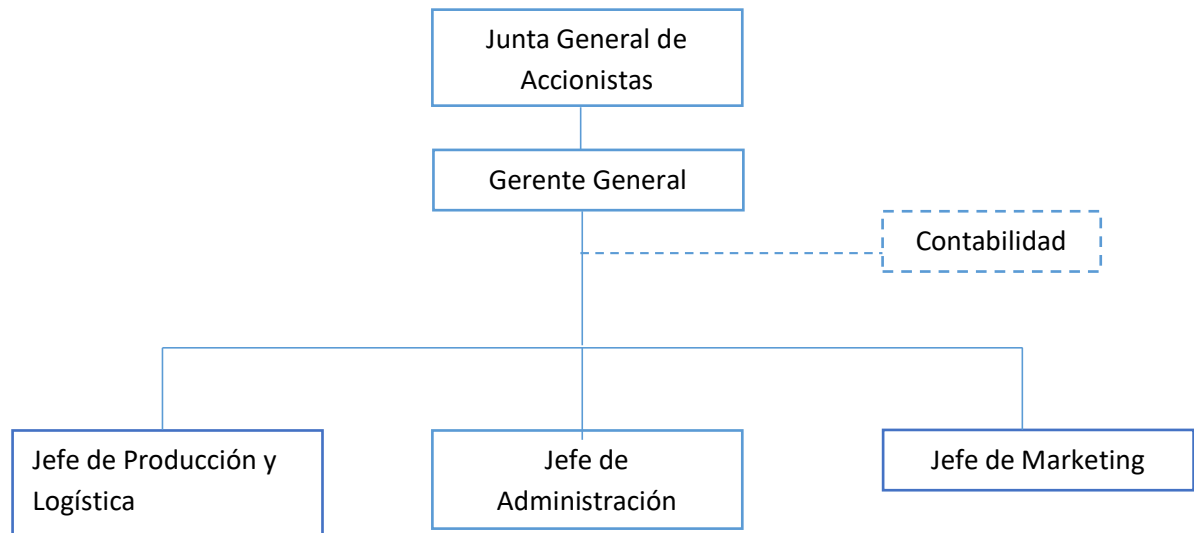 Junta General de
Accionistas
Gerente General
Contabilidad
Jefe de Producción y
Logística
Jefe de
Administración
Jefe de Marketing